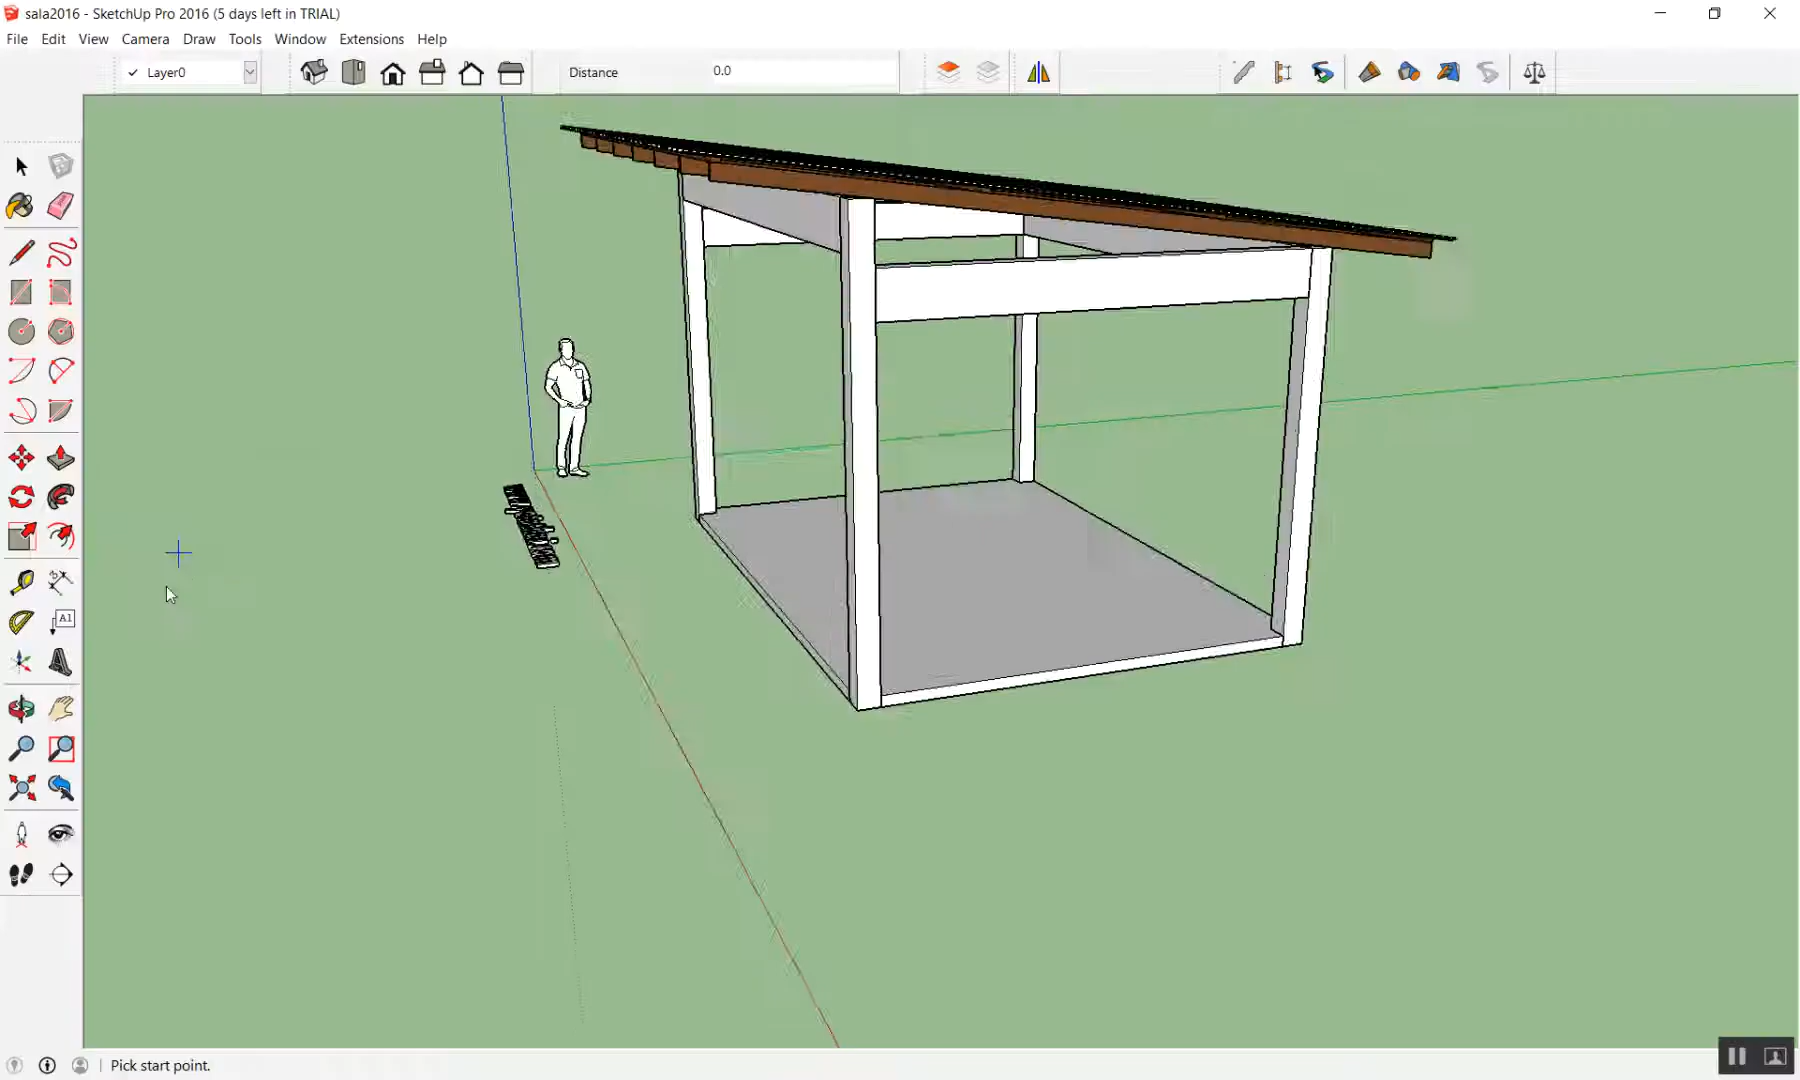 sala2016 - SketchUp Pro 2016 (5 days left in TRIAL)
File Edit View Camera Draw Tools Window Extensions Help
Layer0 Distance 0.0
A1
Pick start point.